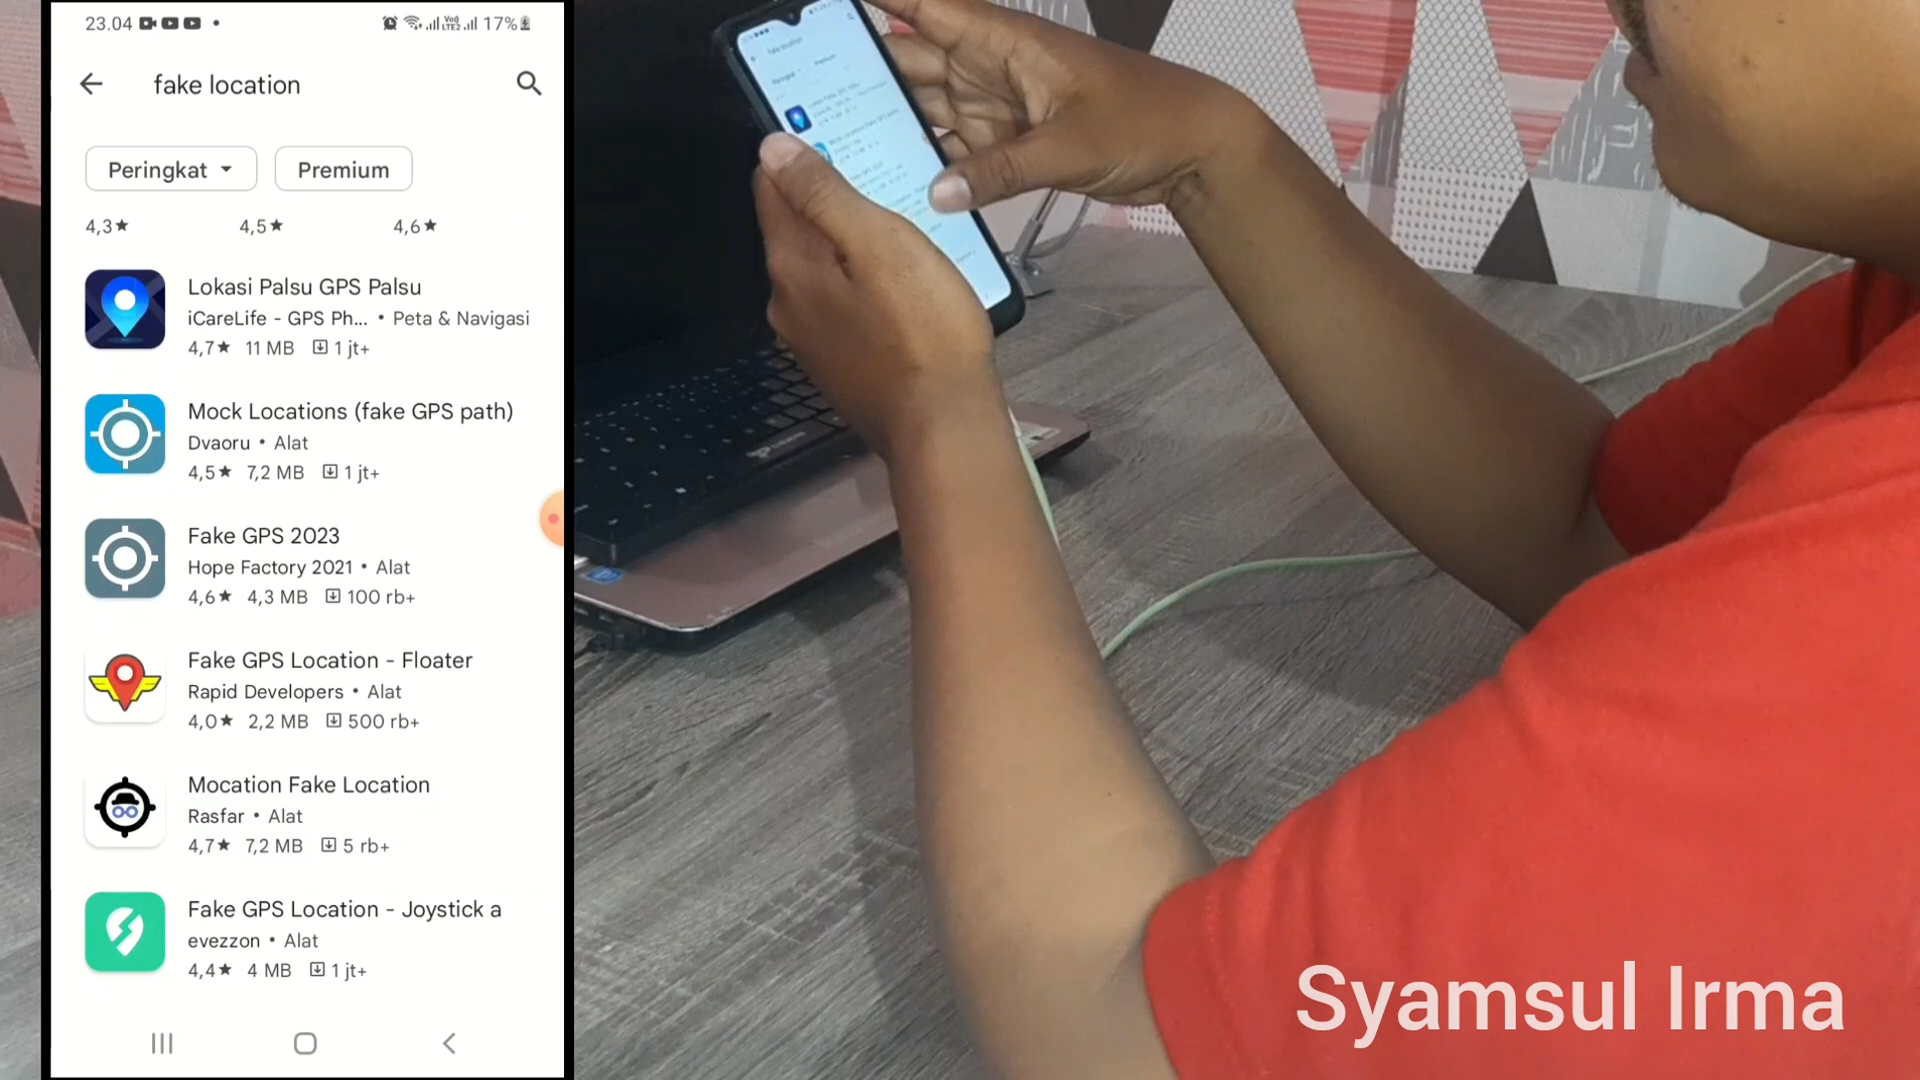 23.04
17%
fake location
Peringkat
Premium
4,3★ 4,5★ 4,6★
Lokasi Palsu GPS Palsu
iCareLife - GPS Ph... • Peta & Navigasi
4,7★ 11 MB 1 jt+
Mock Locations (fake GPS path)
Dvaoru • Alat
4,5★ 7,2 MB 1 jt+
Fake GPS 2023
Hope Factory 2021 • Alat
4,6★ 4,3 MB 100 rb+
Fake GPS Location - Floater
Rapid Developers • Alat
4,0★ 2,2 MB 500 rb+
Mocation Fake Location
Rasfar • Alat
4,7★ 7,2 MB 5 rb+
Fake GPS Location - Joystick a
evezzon • Alat
4,4★ 4 MB 1 jt+
fake location
Peringkat
Premium
Syamsul Irma